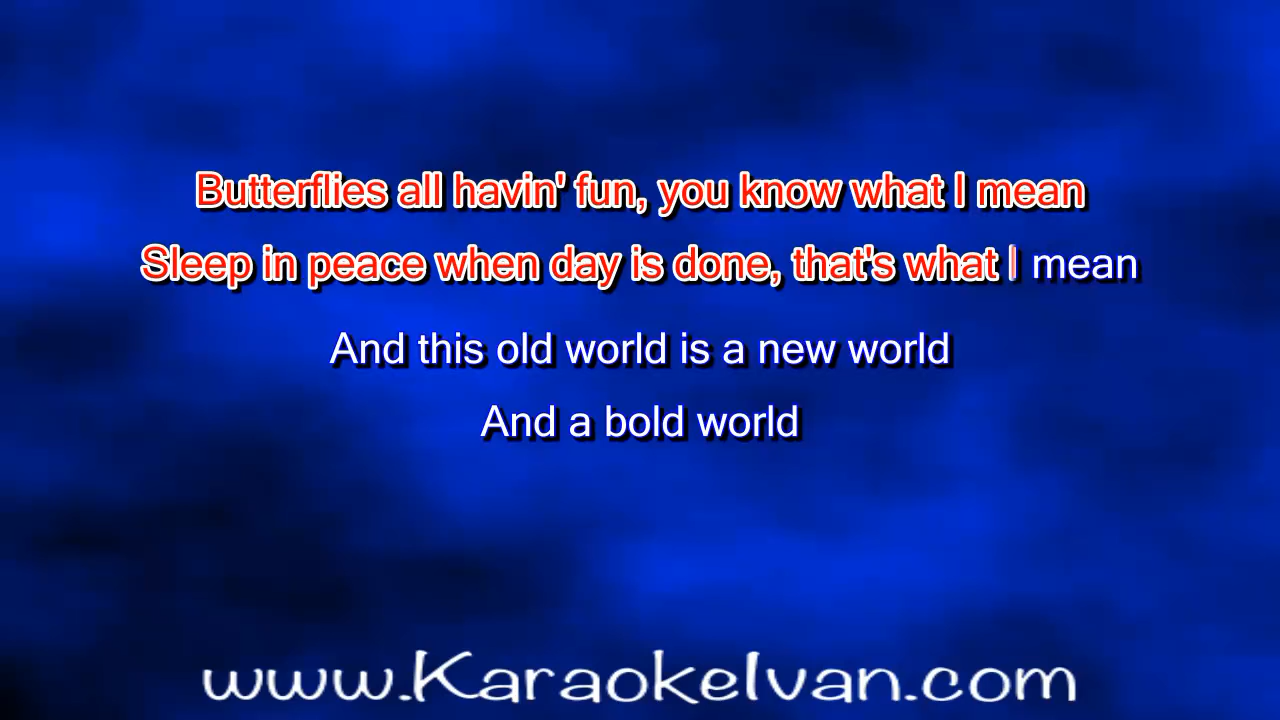 Butterflies all havin' fun, you know what I mean
Sleep in peace when day is done, that's what I mean
And this old world is a new world
And a bold world
www.KaraokeIvan.com